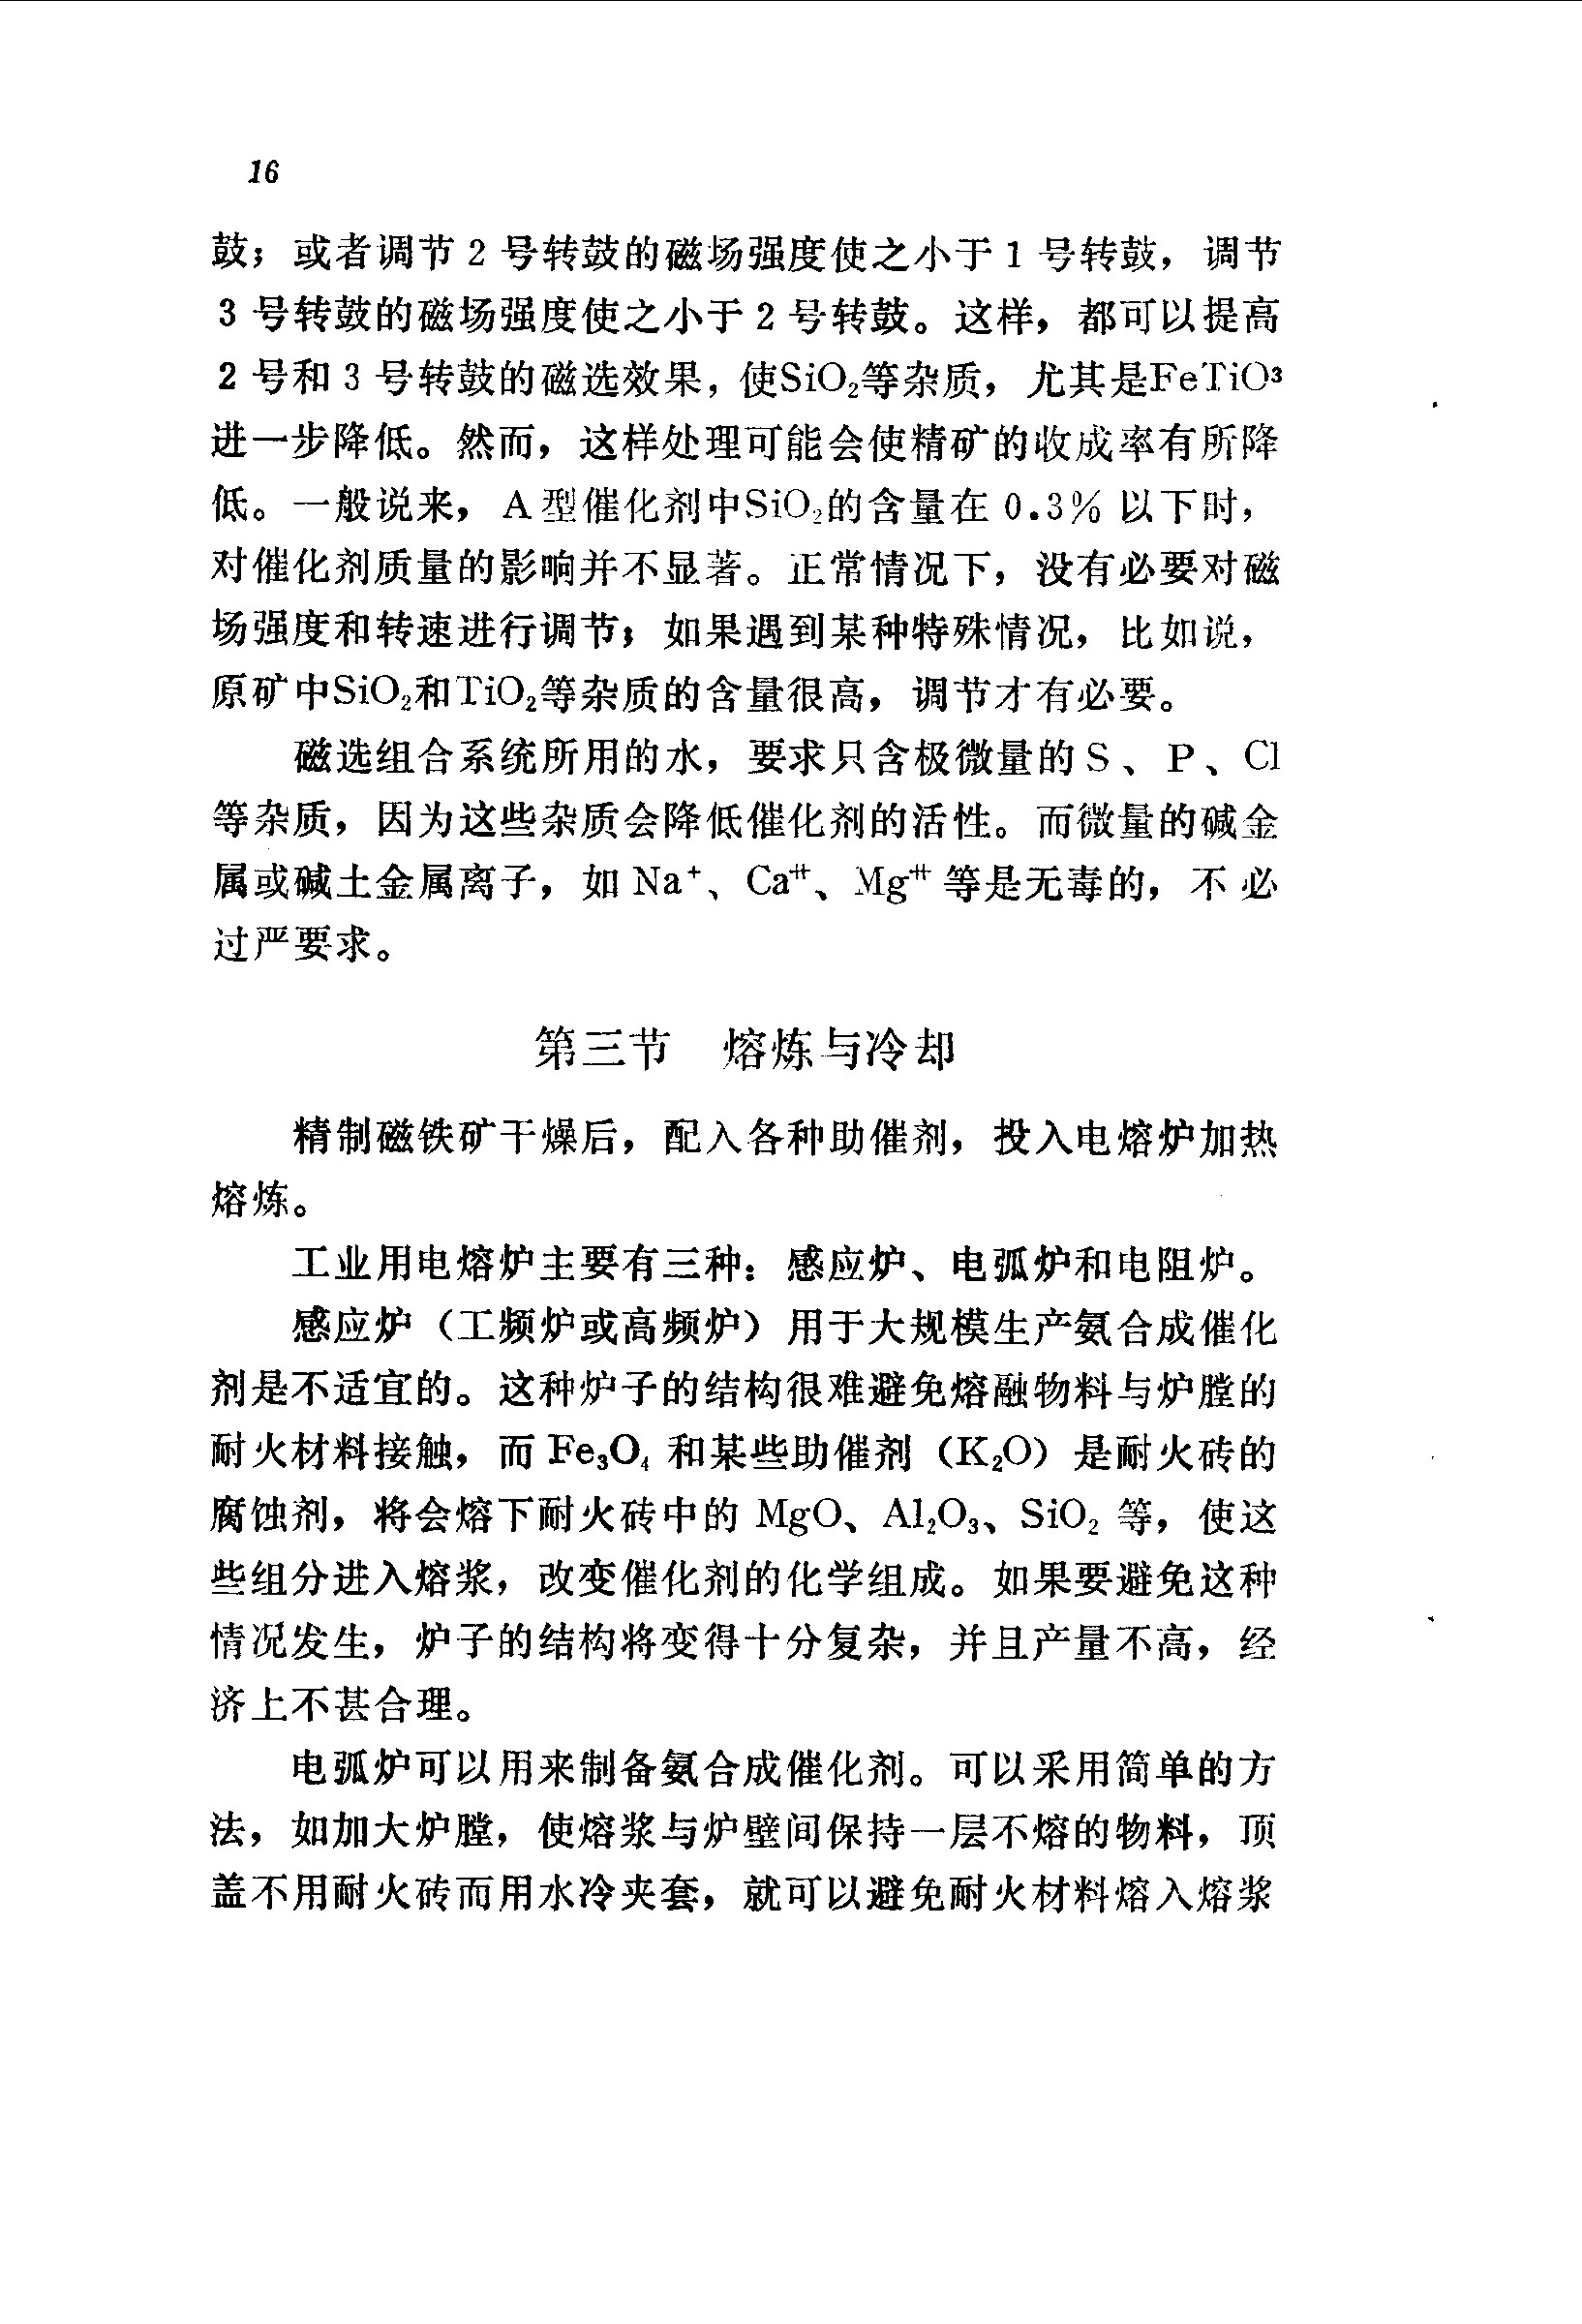 16
鼓；或者调节 2 号转鼓的磁场强度使之小于 1 号转鼓，调节
3 号转鼓的磁场强度使之小于 2 号转鼓。这样，都可以提高
2 号和 3 号转鼓的磁选效果，使SiO₂等杂质，尤其是FeTiO₃
进一步降低。然而，这样处理可能会使精矿的收成率有所降
低。一般说来，A 型催化剂中SiO₂的含量在 0.3% 以下时，
对催化剂质量的影响并不显著。正常情况下，没有必要对磁
场强度和转速进行调节；如果遇到某种特殊情况，比如说，
原矿中SiO₂和TiO₂等杂质的含量很高，调节才有必要。
磁选组合系统所用的水，要求只含极微量的 S 、P 、Cl
等杂质，因为这些杂质会降低催化剂的活性。而微量的碱金
属或碱土金属离子，如 Na⁺、Ca⁺⁺、Mg⁺⁺ 等是无毒的，不必
过严要求。
第三节 熔炼与冷却
精制磁铁矿干燥后，配入各种助催剂，投入电熔炉加热
熔炼。
工业用电熔炉主要有三种：感应炉、电弧炉和电阻炉。
感应炉（工频炉或高频炉）用于大规模生产氨合成催化
剂是不适宜的。这种炉子的结构很难避免熔融物料与炉膛的
耐火材料接触，而 Fe₃O₄ 和某些助催剂（K₂O）是耐火砖的
腐蚀剂，将会熔下耐火砖中的 MgO、Al₂O₃、SiO₂ 等，使这
些组分进入熔浆，改变催化剂的化学组成。如果要避免这种
情况发生，炉子的结构将变得十分复杂，并且产量不高，经
济上不甚合理。
电弧炉可以用来制备氨合成催化剂。可以采用简单的方
法，如加大炉膛，使熔浆与炉壁间保持一层不熔的物料，顶
盖不用耐火砖而用水冷夹套，就可以避免耐火材料熔入熔浆